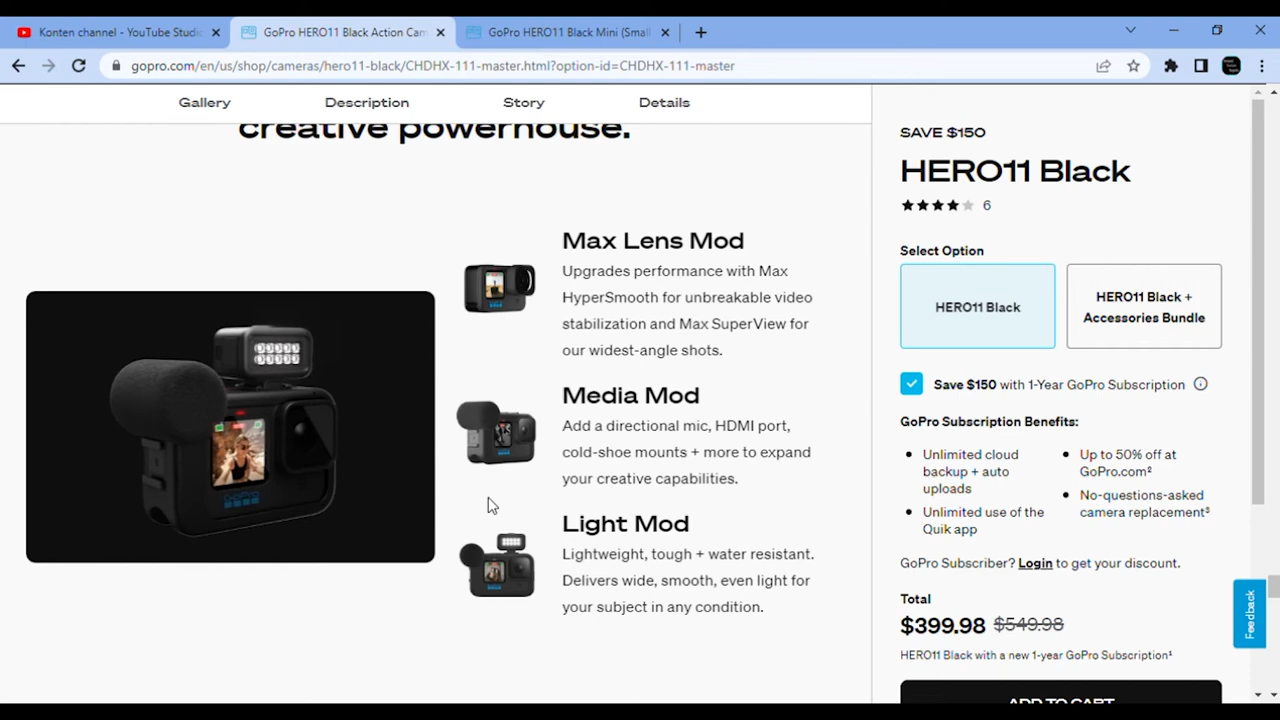 Konten channel - YouTube Studio
GoPro HERO11 Black Action Cam
GoPro HERO11 Black Mini (Small
gopro.com/en/us/shop/cameras/hero11-black/CHDHX-111-master.html?option-id=CHDHX-111-master
Gallery
Description
Story
Details
creative powerhouse.
Max Lens Mod
Upgrades performance with Max
HyperSmooth for unbreakable video
stabilization and Max SuperView for
our widest-angle shots.
Media Mod
Add a directional mic, HDMI port,
cold-shoe mounts + more to expand
your creative capabilities.
Light Mod
Lightweight, tough + water resistant.
Delivers wide, smooth, even light for
your subject in any condition.
GoPro
SAVE $150
HERO11 Black
6
Select Option
HERO11 Black
HERO11 Black +
Accessories Bundle
Save $150 with 1-Year GoPro Subscription
GoPro Subscription Benefits:
Unlimited cloud
backup + auto
uploads
Unlimited use of the
Quik app
Up to 50% off at
GoPro.com²
No-questions-asked
camera replacement³
GoPro Subscriber? Login to get your discount.
Total
$399.98 $549.98
HERO11 Black with a new 1-year GoPro Subscription¹
ADD TO CART
Feedback